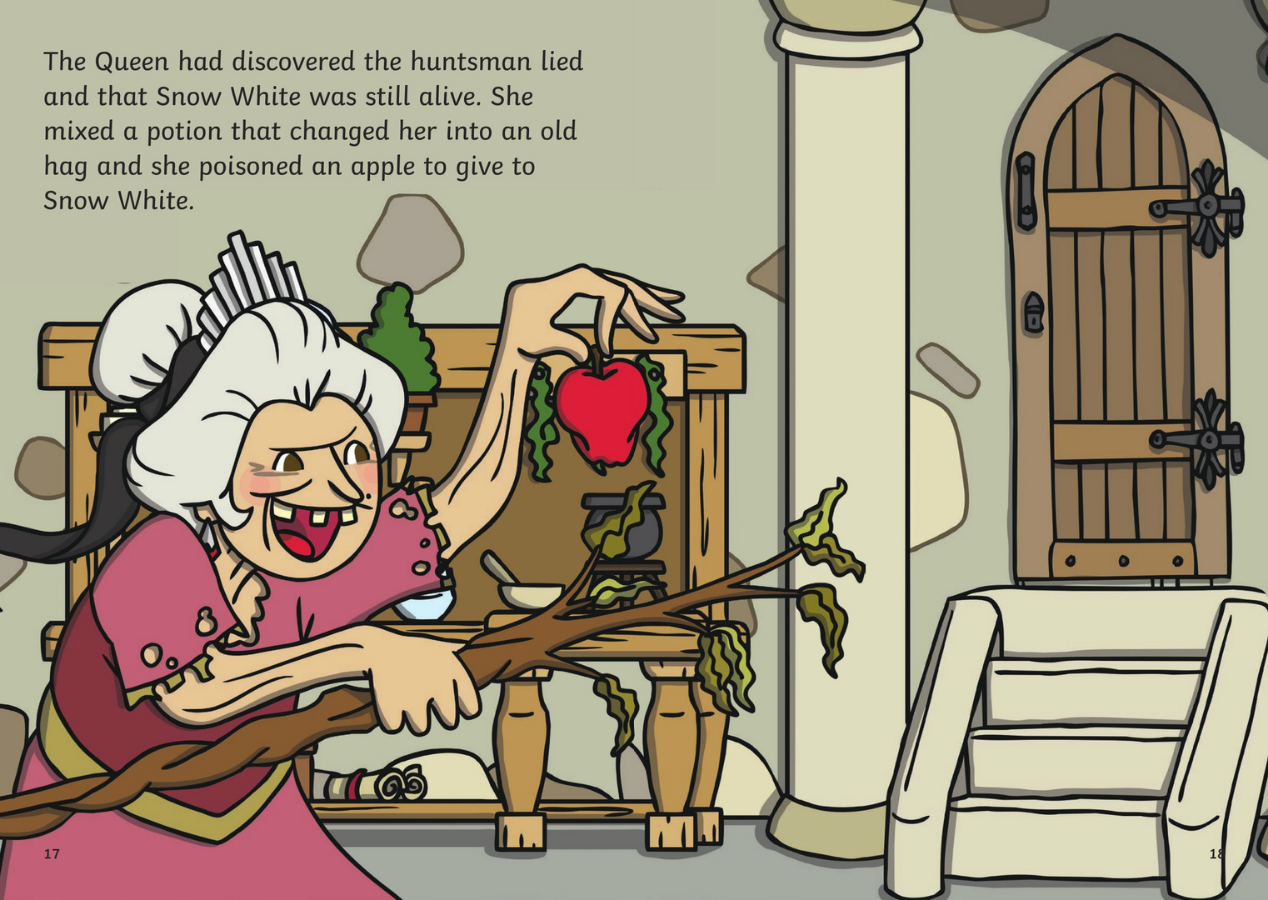 The Queen had discovered the huntsman lied
and that Snow White was still alive. She
mixed a potion that changed her into an old
hag and she poisoned an apple to give to
Snow White.
17
18